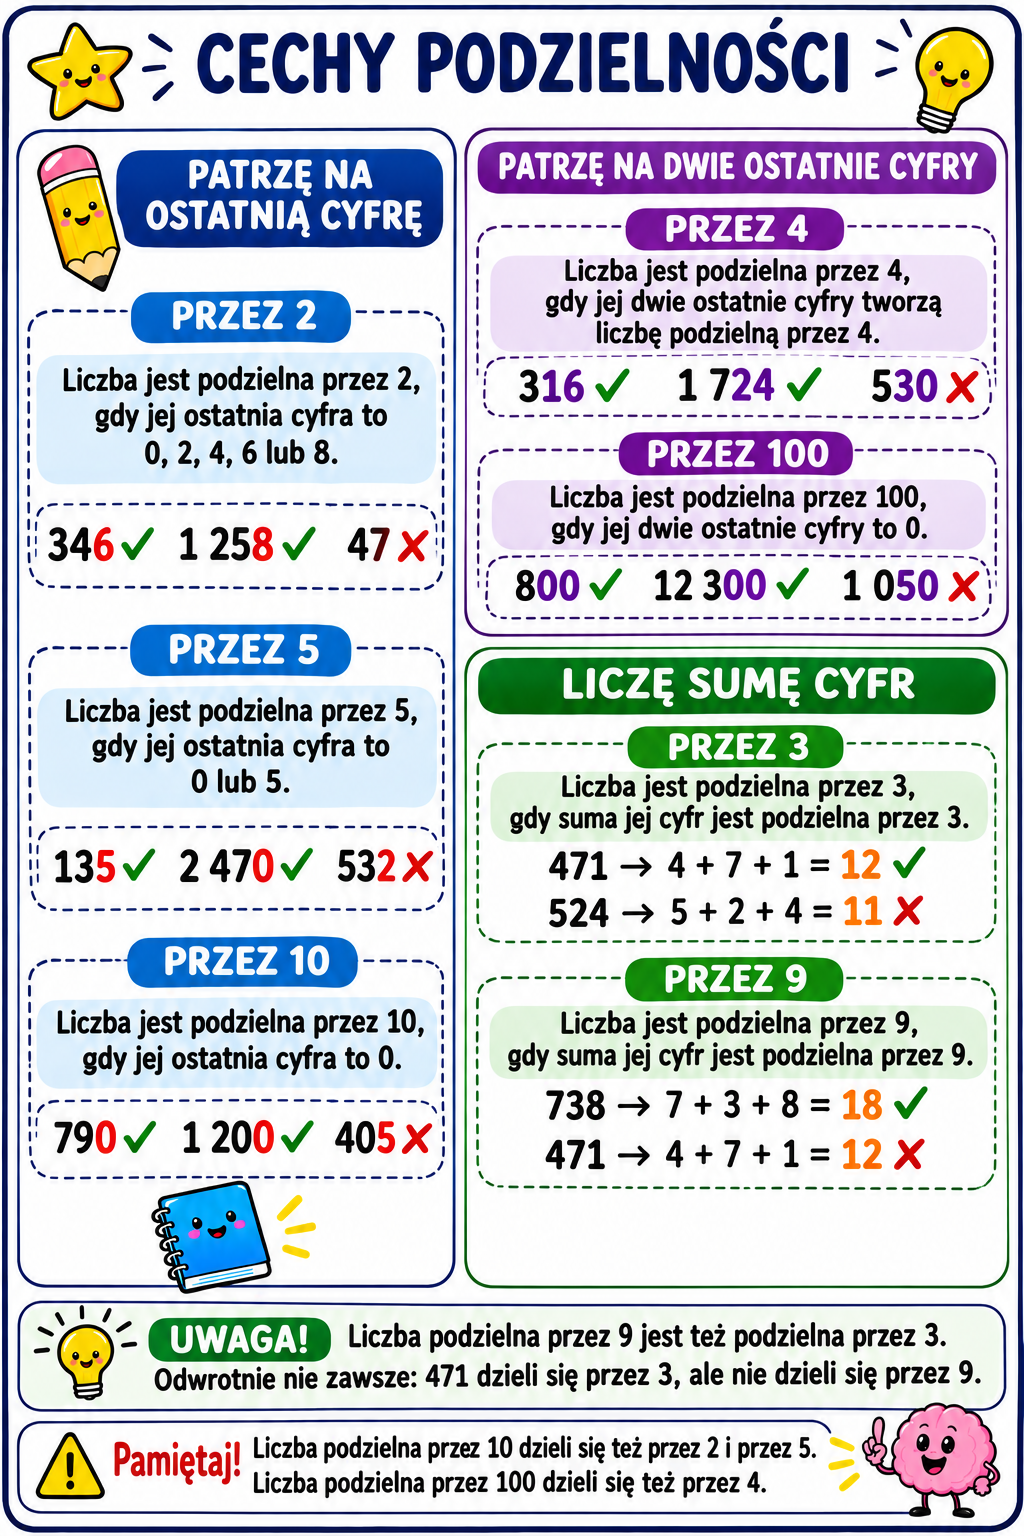 CECHY PODZIELNOŚCI
PATRZĘ NA
OSTATNIĄ CYFRĘ
PRZEZ 2
Liczba jest podzielna przez 2,
gdy jej ostatnia cyfra to
0, 2, 4, 6 lub 8.
346 ✓ 1 258 ✓ 47 ✗
PRZEZ 5
Liczba jest podzielna przez 5,
gdy jej ostatnia cyfra to
0 lub 5.
135 ✓ 2 470 ✓ 532 ✗
PRZEZ 10
Liczba jest podzielna przez 10,
gdy jej ostatnia cyfra to 0.
790 ✓ 1 200 ✓ 405 ✗
PATRZĘ NA DWIE OSTATNIE CYFRY
PRZEZ 4
Liczba jest podzielna przez 4,
gdy jej dwie ostatnie cyfry tworzą
liczbę podzielną przez 4.
316 ✓ 1 724 ✓ 530 ✗
PRZEZ 100
Liczba jest podzielna przez 100,
gdy jej dwie ostatnie cyfry to 0.
800 ✓ 12 300 ✓ 1 050 ✗
LICZĘ SUMĘ CYFR
PRZEZ 3
Liczba jest podzielna przez 3,
gdy suma jej cyfr jest podzielna przez 3.
471 → 4 + 7 + 1 = 12 ✓
524 → 5 + 2 + 4 = 11 ✗
PRZEZ 9
Liczba jest podzielna przez 9,
gdy suma jej cyfr jest podzielna przez 9.
738 → 7 + 3 + 8 = 18 ✓
471 → 4 + 7 + 1 = 12 ✗
UWAGA! Liczba podzielna przez 9 jest też podzielna przez 3.
Odwrotnie nie zawsze: 471 dzieli się przez 3, ale nie dzieli się przez 9.
Pamiętaj! Liczba podzielna przez 10 dzieli się też przez 2 i przez 5.
Liczba podzielna przez 100 dzieli się też przez 4.